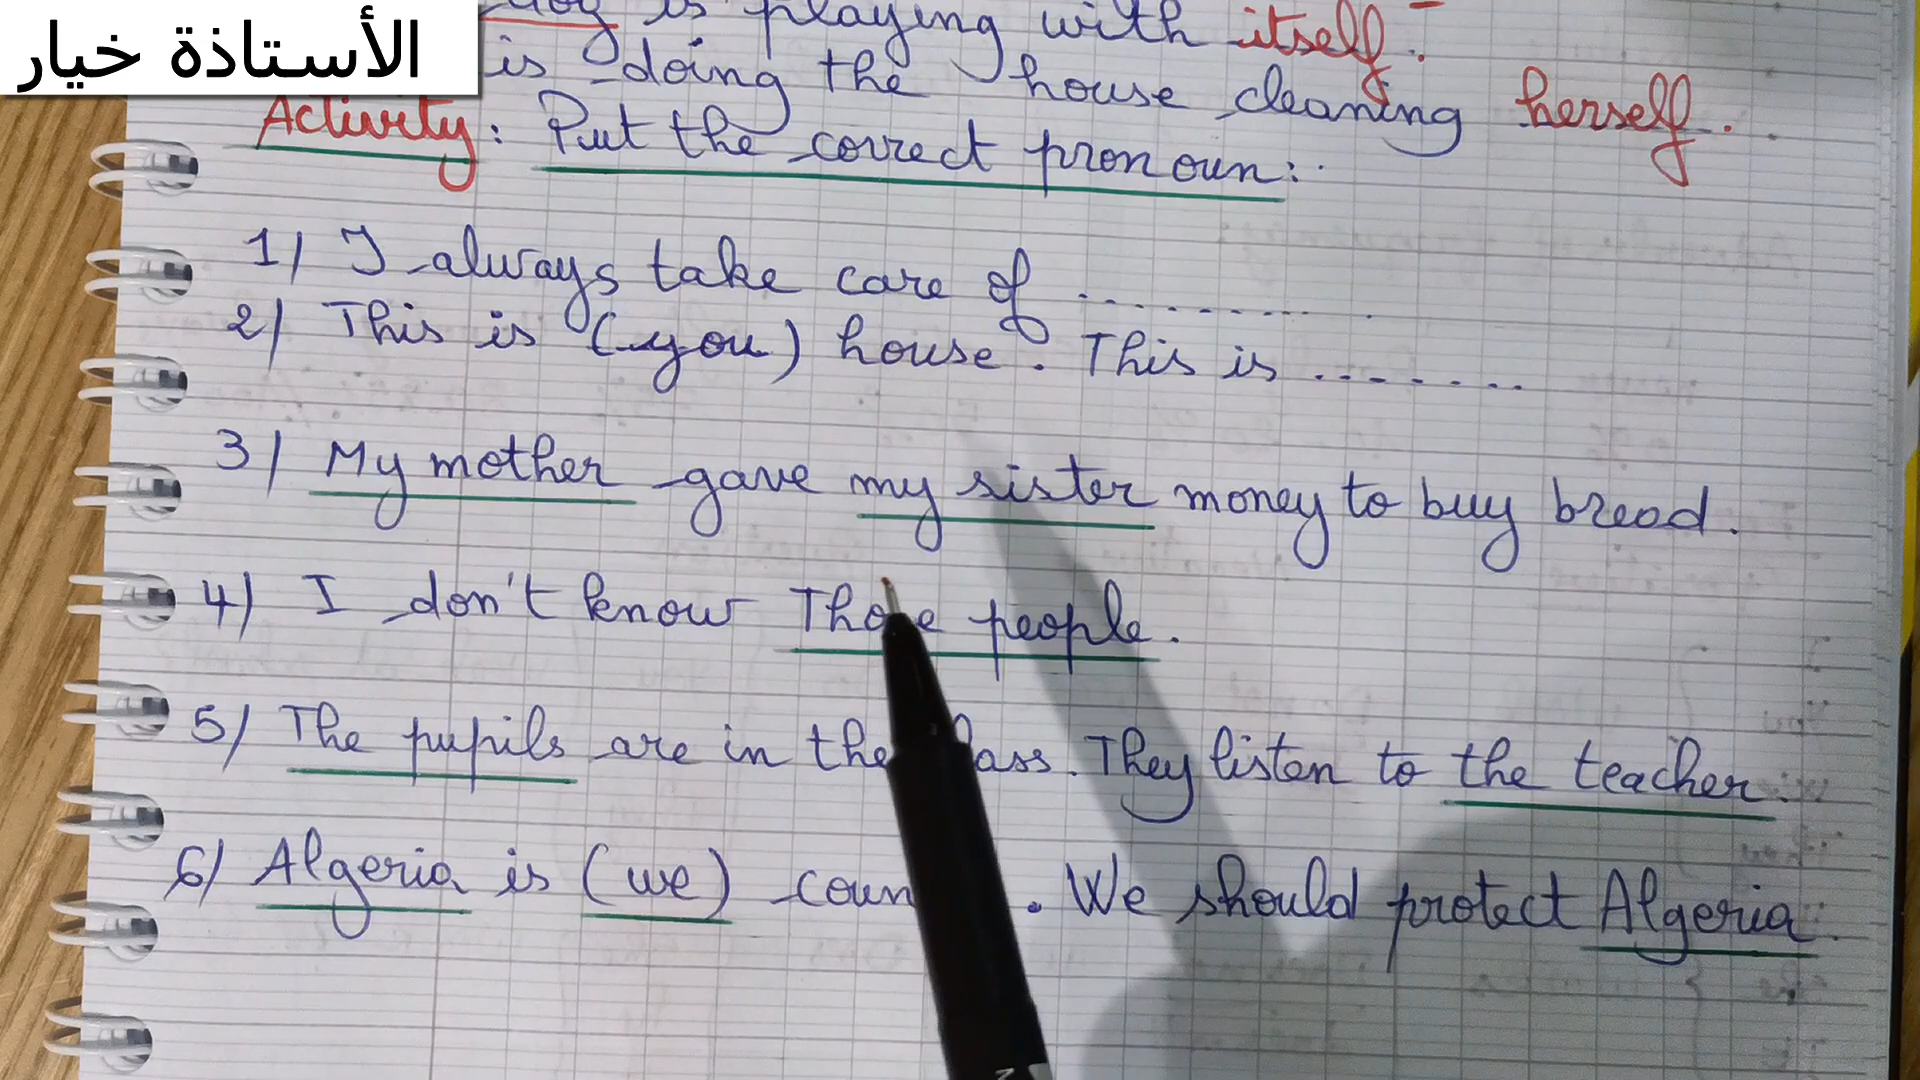 الأستاذة خيار
is playing with itself.
is doing the house cleaning herself.
Activity: Put the correct pronoun:
1/ I always take care of ..........
2/ This is (you) house. This is .......
3/ My mother gave my sister money to buy bread.
4/ I don't know Those people.
5/ The pupils are in the lass. They listen to the teacher.
6/ Algeria is (we) coun . We should protect Algeria.